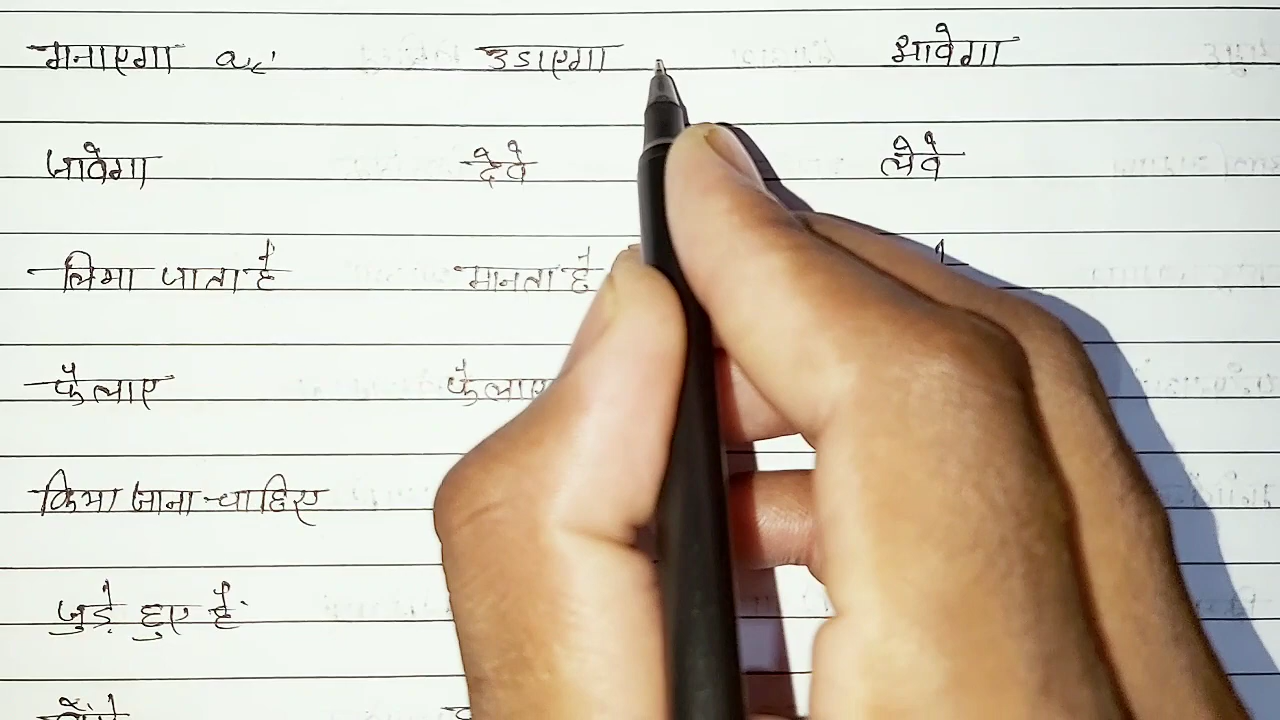 मनाएगा उडाएगा आवेगा
जावेगा देवे लेवे
लिया जाता है मानता है
फैलाए फैलाए
किया जाना चाहिए
जुड़े हुए हैं